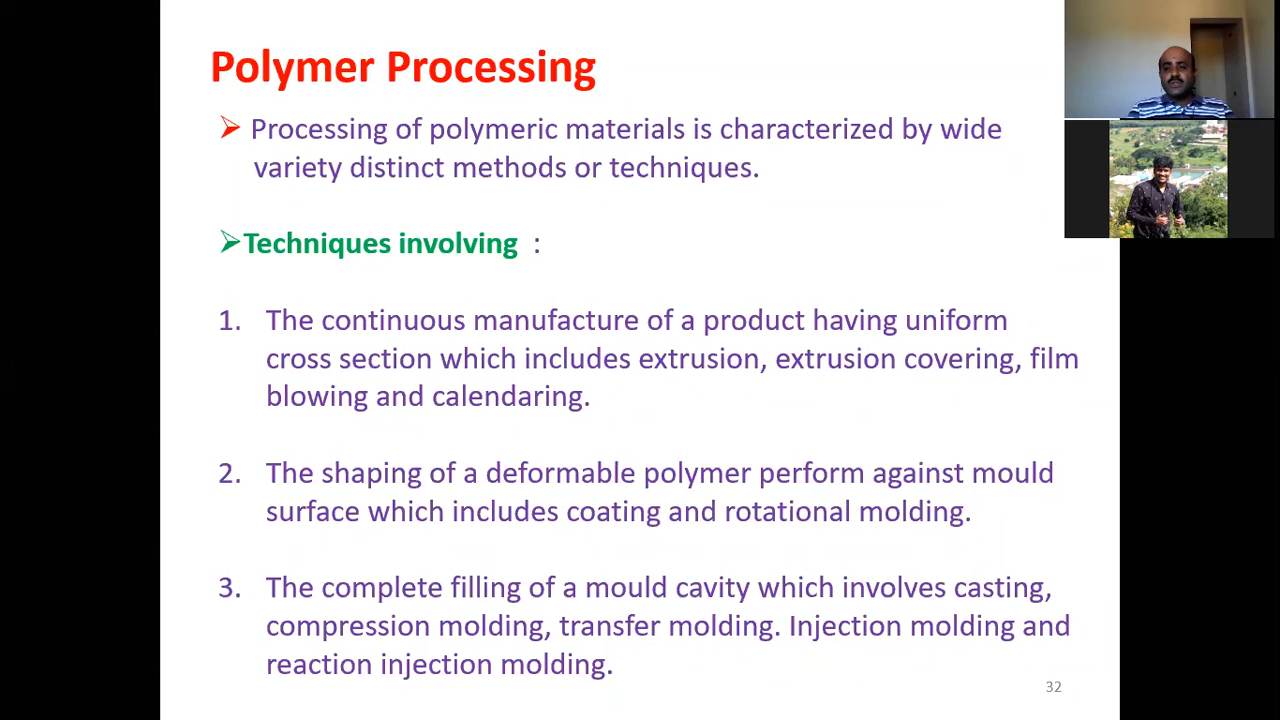 Polymer Processing
Processing of polymeric materials is characterized by wide
variety distinct methods or techniques.
Techniques involving :
1. The continuous manufacture of a product having uniform
cross section which includes extrusion, extrusion covering, film
blowing and calendaring.
2. The shaping of a deformable polymer perform against mould
surface which includes coating and rotational molding.
3. The complete filling of a mould cavity which involves casting,
compression molding, transfer molding. Injection molding and
reaction injection molding.
32